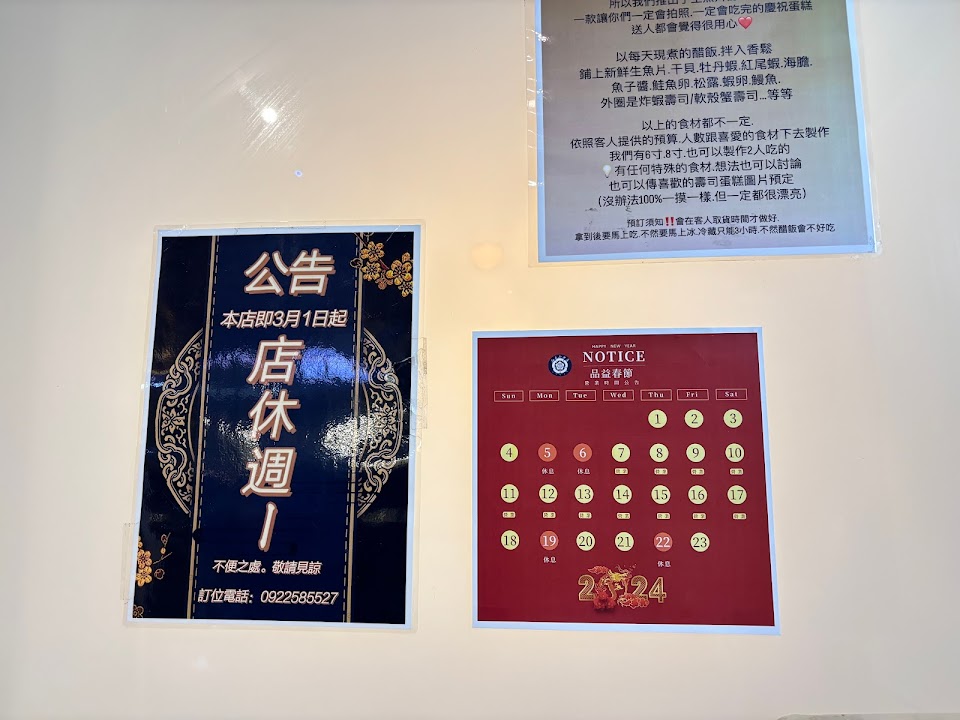 所以我們推出了生魚片
一款讓你們一定會拍照.一定會吃完的慶祝蛋糕
送人都會覺得很用心❤️
以每天現煮的醋飯.拌入香鬆
鋪上新鮮生魚片.干貝.牡丹蝦.紅尾蝦.海膽.
魚子醬.鮭魚卵.松露.蝦卵.鰻魚.
外圈是炸蝦壽司/軟殼蟹壽司...等等
以上的食材都不一定.
依照客人提供的預算.人數跟喜愛的食材下去製作
我們有6寸.8寸.也可以製作2人吃的
💡有任何特殊的食材.想法也可以討論
也可以傳喜歡的壽司蛋糕圖片預定
（沒辦法100%一摸一樣.但一定都很漂亮）
預訂須知‼️會在客人取貨時間才做好.
拿到後要馬上吃.不然要馬上冰.冷藏只能3小時.不然醋飯會不好吃
公告
本店即3月1日起
店
休
週
一
不便之處。敬請見諒
訂位電話：0922585527
HAPPY NEW YEAR
NOTICE
品益春節
營業時間公告
Sun Mon Tue Wed Thu Fri Sat
1 2 3
4 5 6 7 8 9 10
休息 休息
11 12 13 14 15 16 17
18 19 20 21 22 23
休息 休息
2024